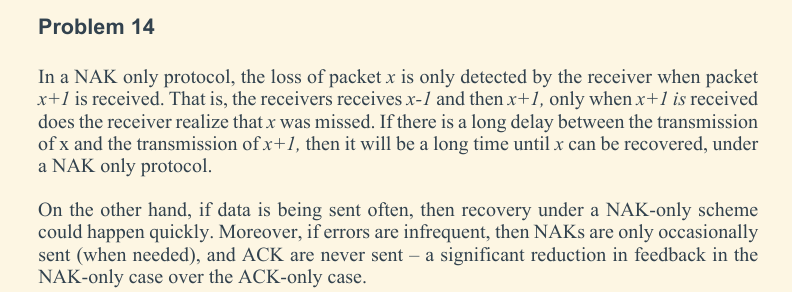 Problem 14
In a NAK only protocol, the loss of packet x is only detected by the receiver when packet
x+1 is received. That is, the receivers receives x-1 and then x+1, only when x+1 is received
does the receiver realize that x was missed. If there is a long delay between the transmission
of x and the transmission of x+1, then it will be a long time until x can be recovered, under
a NAK only protocol.
On the other hand, if data is being sent often, then recovery under a NAK-only scheme
could happen quickly. Moreover, if errors are infrequent, then NAKs are only occasionally
sent (when needed), and ACK are never sent – a significant reduction in feedback in the
NAK-only case over the ACK-only case.